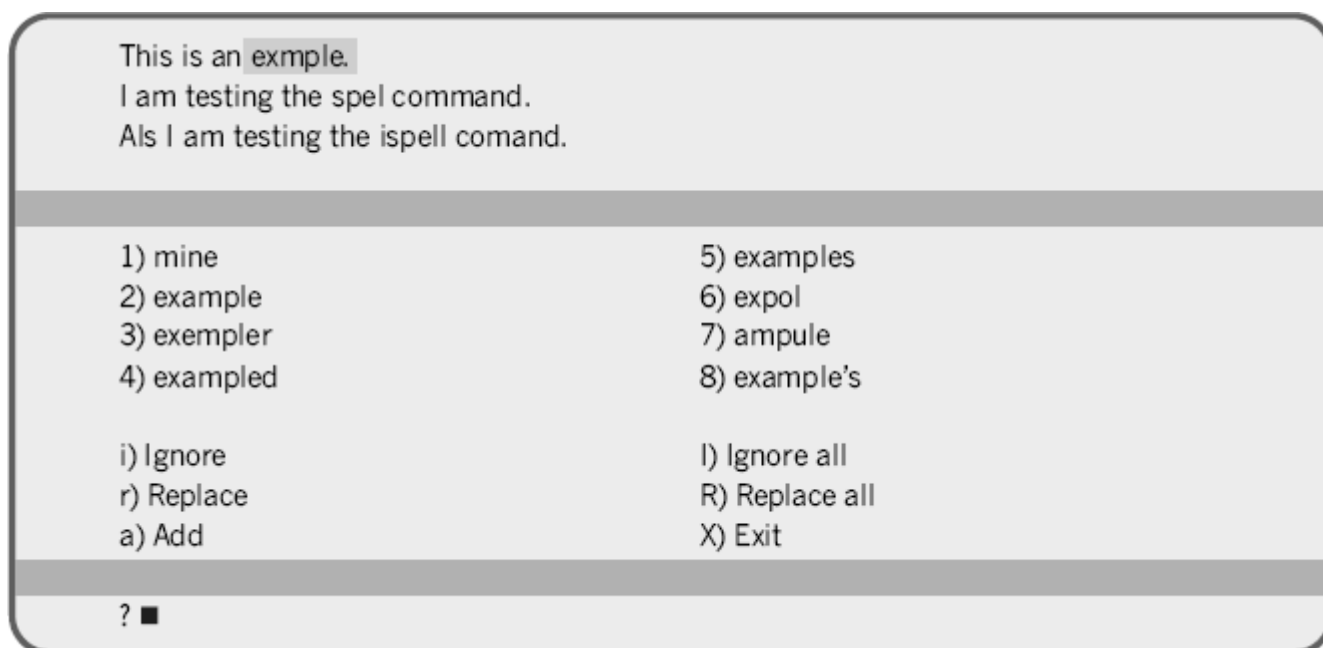 This is an exmple.
I am testing the spel command.
Als I am testing the ispell comand.
1) mine 5) examples
2) example 6) expol
3) exempler 7) ampule
4) exampled 8) example's
i) Ignore I) Ignore all
r) Replace R) Replace all
a) Add X) Exit
? ■